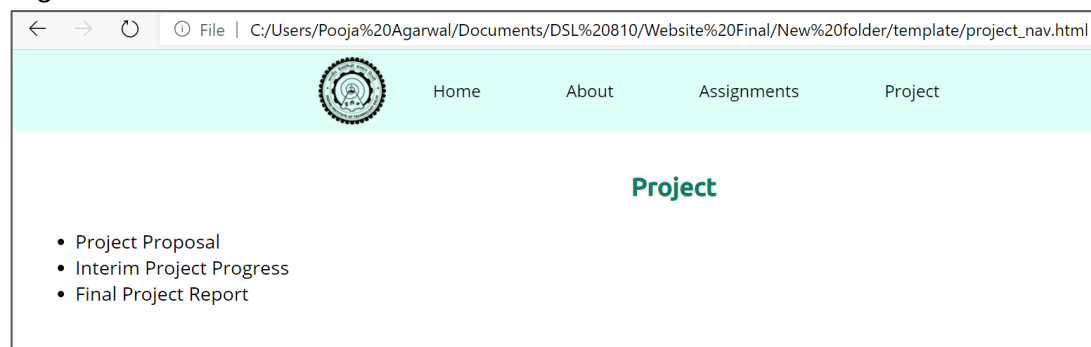 File | C:/Users/Pooja%20Agarwal/Documents/DSL%20810/Website%20Final/New%20folder/template/project_nav.html
Home About Assignments Project
Project
• Project Proposal
• Interim Project Progress
• Final Project Report